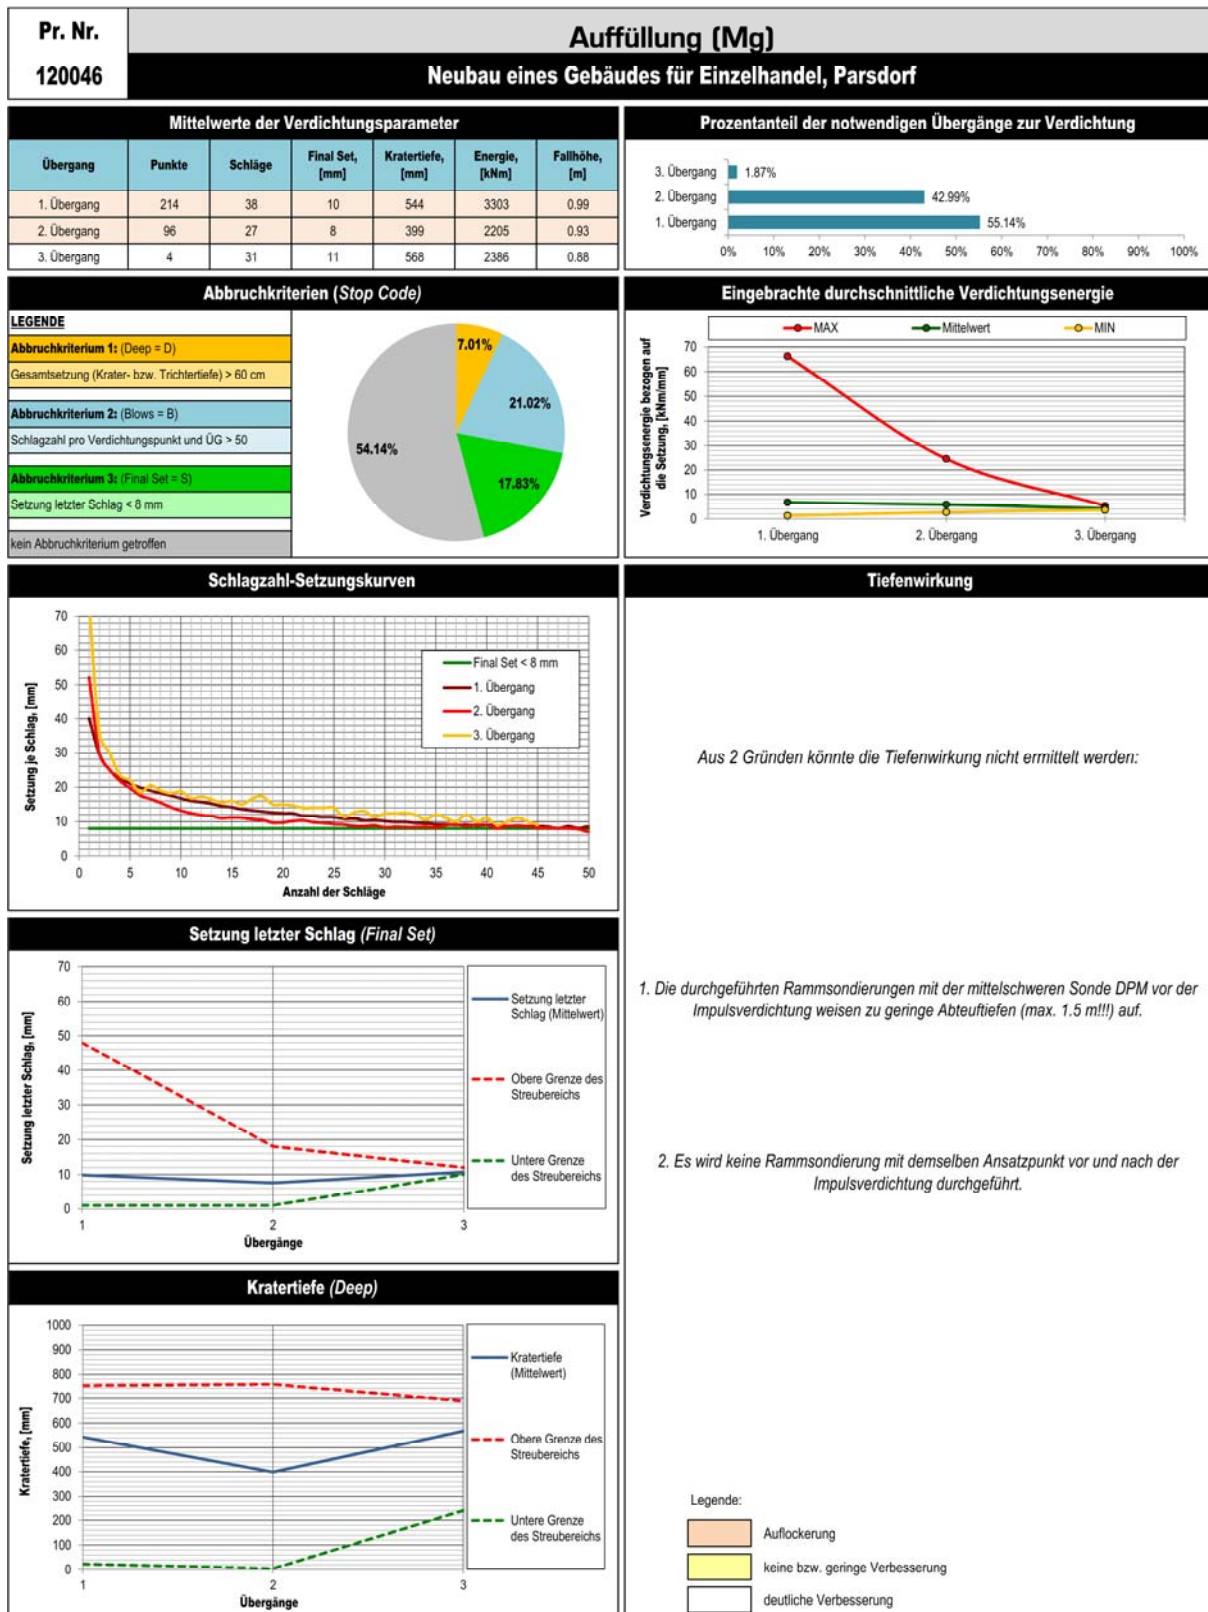 Pr. Nr.
120046
Auffüllung (Mg)
Neubau eines Gebäudes für Einzelhandel, Parsdorf
Mittelwerte der Verdichtungsparameter
Übergang Punkte Schläge Final Set, [mm] Kratertiefe, [mm] Energie, [kNm] Fallhöhe, [m]
1. Übergang 214 38 10 544 3303 0.99
2. Übergang 96 27 8 399 2205 0.93
3. Übergang 4 31 11 568 2386 0.88
Prozentanteil der notwendigen Übergänge zur Verdichtung
3. Übergang 1.87%
2. Übergang 42.99%
1. Übergang 55.14%
0% 10% 20% 30% 40% 50% 60% 70% 80% 90% 100%
Abbruchkriterien (Stop Code)
LEGENDE
Abbruchkriterium 1: (Deep = D)
Gesamtsetzung (Krater- bzw. Trichtertiefe) > 60 cm
Abbruchkriterium 2: (Blows = B)
Schlagzahl pro Verdichtungspunkt und ÜG > 50
Abbruchkriterium 3: (Final Set = S)
Setzung letzter Schlag < 8 mm
kein Abbruchkriterium getroffen
7.01%
21.02%
54.14%
17.83%
Eingebrachte durchschnittliche Verdichtungsenergie
MAX Mittelwert MIN
Verdichtungsenergie bezogen auf
die Setzung, [kNm/mm]
70
60
50
40
30
20
10
0
1. Übergang 2. Übergang 3. Übergang
Schlagzahl-Setzungskurven
Setzung je Schlag, [mm]
70
60
50
40
30
20
10
0
Final Set < 8 mm
1. Übergang
2. Übergang
3. Übergang
0 5 10 15 20 25 30 35 40 45 50
Anzahl der Schläge
Setzung letzter Schlag (Final Set)
Setzung letzter Schlag, [mm]
70
60
50
40
30
20
10
0
1 2 3
Übergänge
Setzung letzter
Schlag (Mittelwert)
Obere Grenze des
Streubereichs
Untere Grenze
des Streubereichs
Kratertiefe (Deep)
Kratertiefe, [mm]
1000
900
800
700
600
500
400
300
200
100
0
1 2 3
Übergänge
Kratertiefe
(Mittelwert)
Obere Grenze des
Streubereichs
Untere Grenze
des Streubereichs
Tiefenwirkung
Aus 2 Gründen könnte die Tiefenwirkung nicht ermittelt werden:
1. Die durchgeführten Rammsondierungen mit der mittelschweren Sonde DPM vor der
Impulsverdichtung weisen zu geringe Abteuftiefen (max. 1.5 m!!!) auf.
2. Es wird keine Rammsondierung mit demselben Ansatzpunkt vor und nach der
Impulsverdichtung durchgeführt.
Legende:
Auflockerung
keine bzw. geringe Verbesserung
deutliche Verbesserung